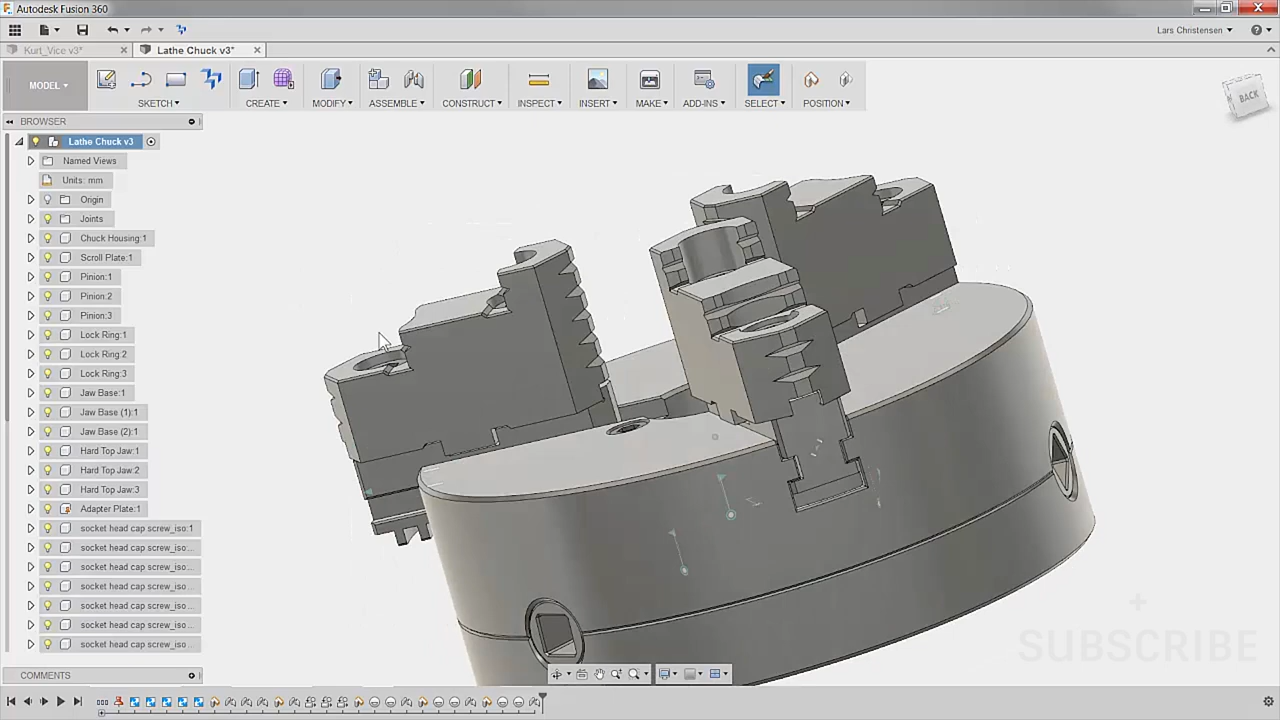 Autodesk Fusion 360
Lars Christensen
Kurt_Vice v3*
Lathe Chuck v3*
MODEL
SKETCH
CREATE
MODIFY
ASSEMBLE
CONSTRUCT
INSPECT
INSERT
MAKE
ADD-INS
SELECT
POSITION
BROWSER
BACK
Lathe Chuck v3
Named Views
Units: mm
Origin
Joints
Chuck Housing:1
Scroll Plate:1
Pinion:1
Pinion:2
Pinion:3
Lock Ring:1
Lock Ring:2
Lock Ring:3
Jaw Base:1
Jaw Base (1):1
Jaw Base (2):1
Hard Top Jaw:1
Hard Top Jaw:2
Hard Top Jaw:3
Adapter Plate:1
socket head cap screw_iso:1
socket head cap screw_iso...
socket head cap screw_iso...
socket head cap screw_iso...
socket head cap screw_iso...
socket head cap screw_iso...
socket head cap screw_iso...
SUBSCRIBE
COMMENTS